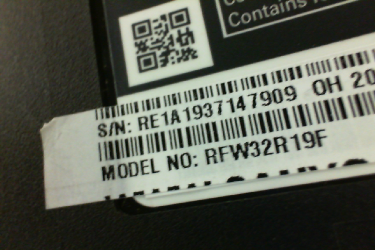 Contains
S/N: RE1A1937147909 OH 20
MODEL NO: RFW32R19F